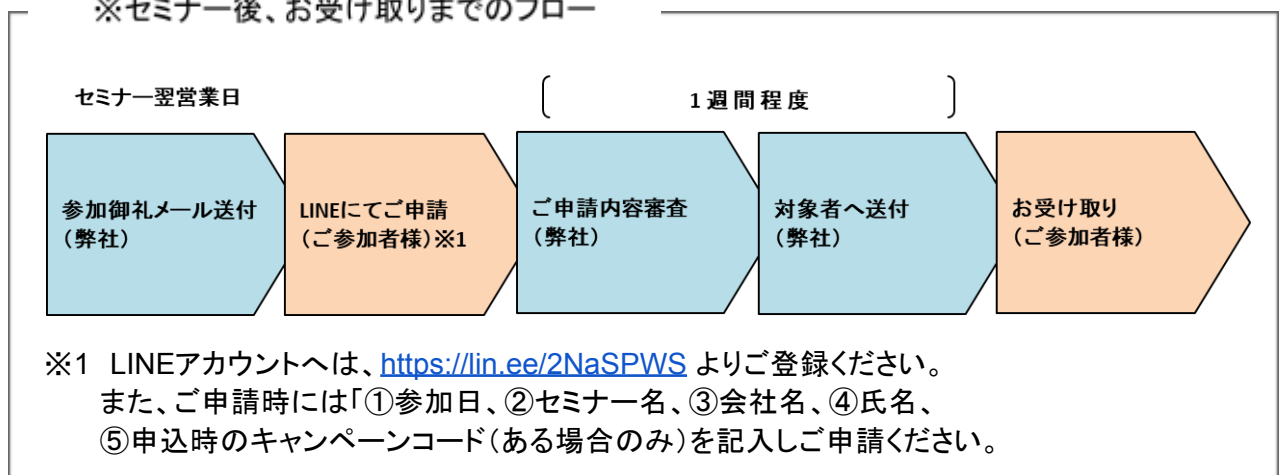 ※セミナー後、お受け取りまでのフロー
セミナー翌営業日
1週間程度
参加御礼メール送付
(弊社)
LINEにてご申請
(ご参加者様)※1
ご申請内容審査
(弊社)
対象者へ送付
(弊社)
お受け取り
(ご参加者様)
※1 LINEアカウントへは、https://lin.ee/2NaSPWS よりご登録ください。
また、ご申請時には「①参加日、②セミナー名、③会社名、④氏名、
⑤申込時のキャンペーンコード(ある場合のみ)を記入しご申請ください。